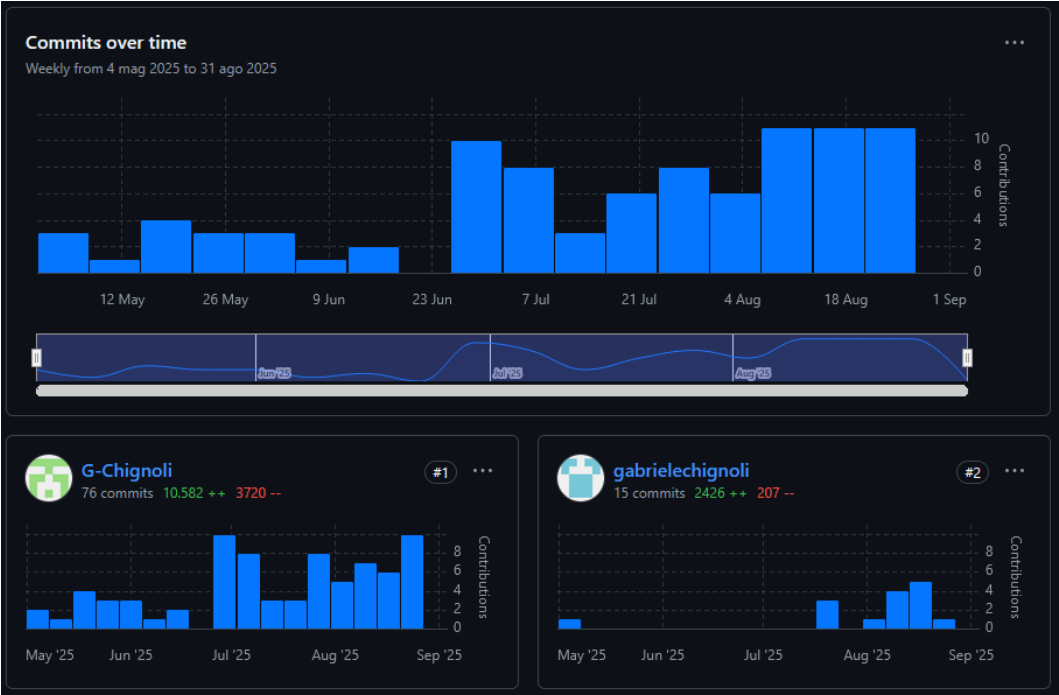 Commits over time
Weekly from 4 mag 2025 to 31 ago 2025
10
8
6
4
2
0
Contributions
12 May 26 May 9 Jun 23 Jun 7 Jul 21 Jul 4 Aug 18 Aug 1 Sep
Jun '25 Jul '25 Aug '25
G-Chignoli #1
76 commits 10.582 ++ 3720 --
8
6
4
2
0
Contributions
May '25 Jun '25 Jul '25 Aug '25 Sep '25
gabrielechignoli #2
15 commits 2426 ++ 207 --
8
6
4
2
0
Contributions
May '25 Jun '25 Jul '25 Aug '25 Sep '25